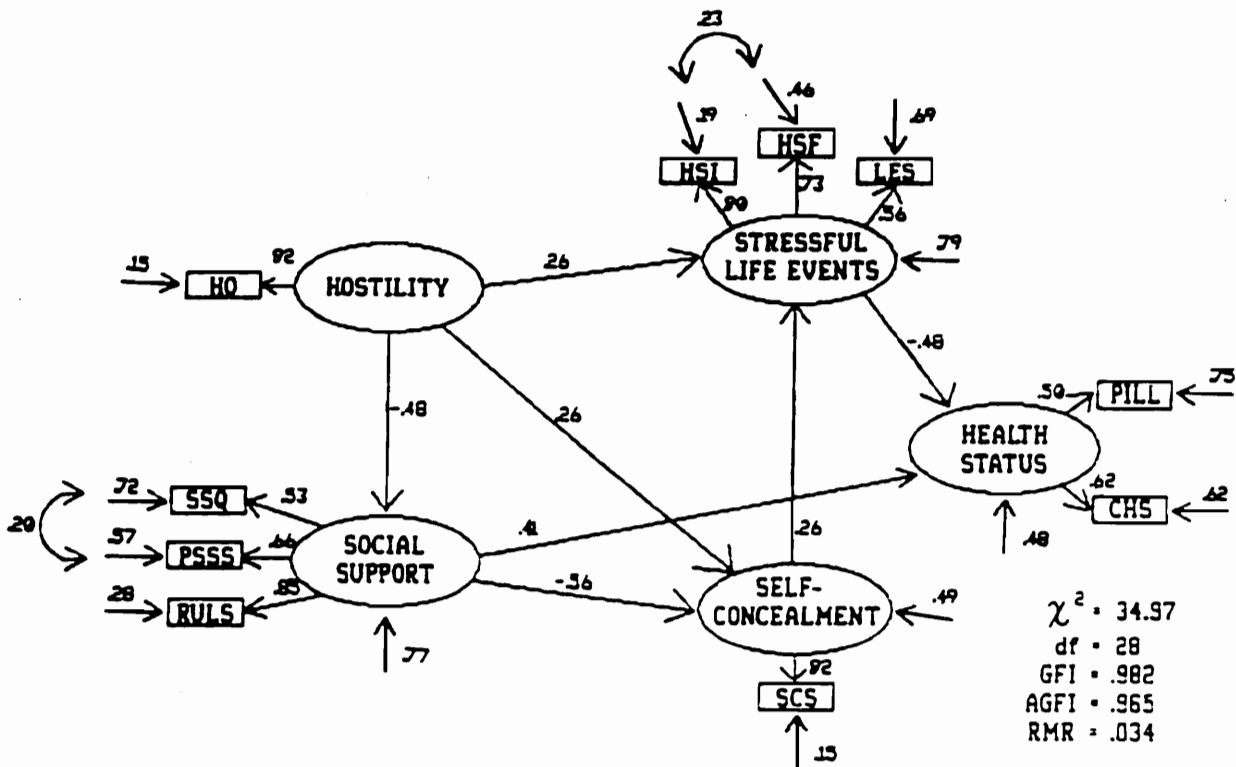 .23
.46
.69
.19
HSF
HSI
LES
.73
.90
.56
STRESSFUL
LIFE EVENTS
.79
.15
.92
HO
HOSTILITY
.26
-.48
-.48
.26
.50
PILL
.75
HEALTH
STATUS
.62
CHS
.62
.48
.72
SSQ
.53
.20
.57
PSSS
.66
SOCIAL
SUPPORT
.41
.26
.28
RULS
.85
-.56
SELF-
CONCEALMENT
.49
.77
.92
SCS
.15
χ² = 34.97
df = 28
GFI = .982
AGFI = .965
RMR = .034